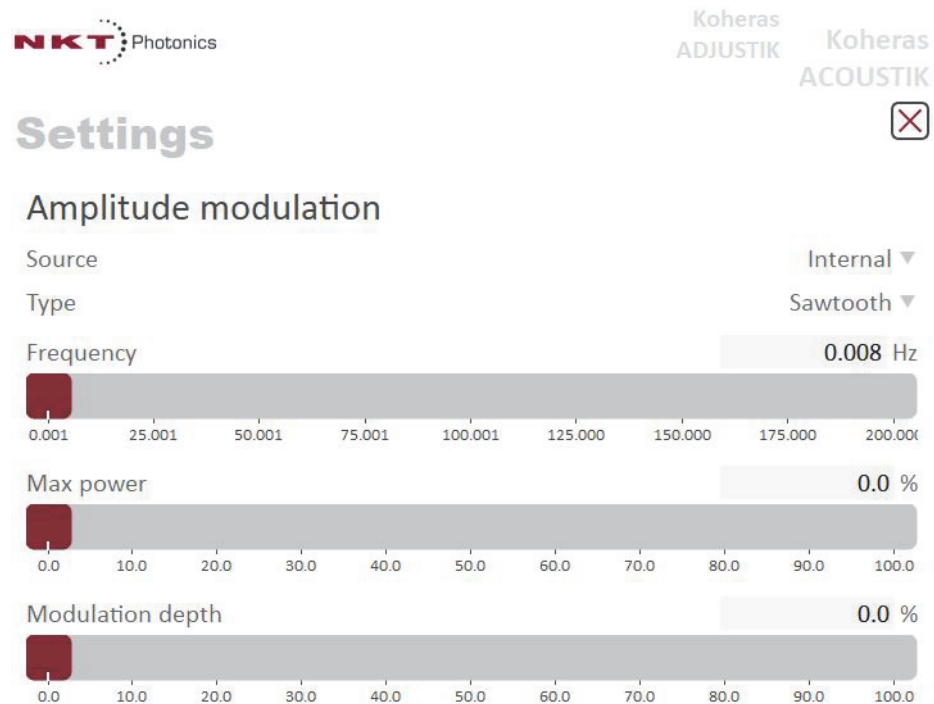 NKT Photonics
Koheras
ADJUSTIK
Koheras
ACOUSTIK
Settings
Amplitude modulation
Source Internal
Type Sawtooth
Frequency 0.008 Hz
0.001 25.001 50.001 75.001 100.001 125.000 150.000 175.000 200.000
Max power 0.0 %
0.0 10.0 20.0 30.0 40.0 50.0 60.0 70.0 80.0 90.0 100.0
Modulation depth 0.0 %
0.0 10.0 20.0 30.0 40.0 50.0 60.0 70.0 80.0 90.0 100.0